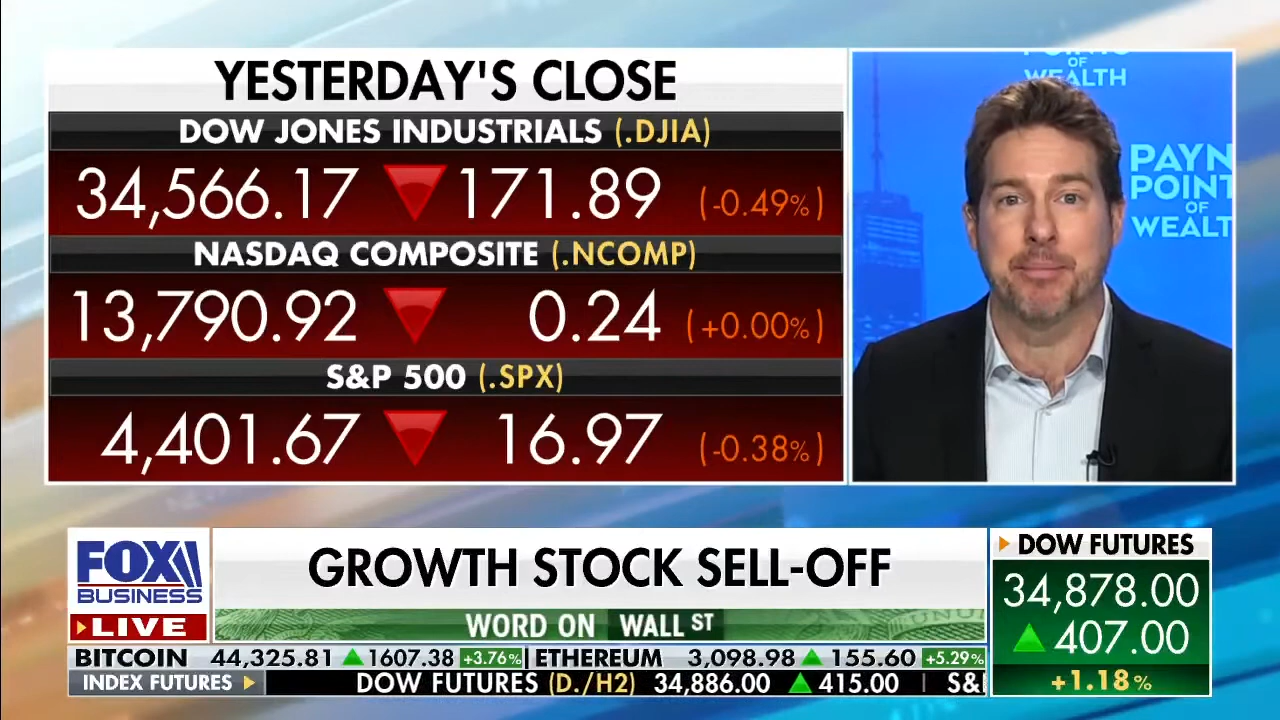 YESTERDAY'S CLOSE
DOW JONES INDUSTRIALS (.DJIA)
34,566.17 ▼ 171.89 (-0.49%)
NASDAQ COMPOSITE (.NCOMP)
13,790.92 ▼ 0.24 (+0.00%)
S&P 500 (.SPX)
4,401.67 ▼ 16.97 (-0.38%)
POINTS
OF
WEALTH
PAYN
POINT
OF
WEALT
FOX
BUSINESS
LIVE
GROWTH STOCK SELL-OFF
WORD ON WALL ST
DOW FUTURES
34,878.00
▲ 407.00
+1.18%
BITCOIN 44,325.81 ▲ 1607.38 +3.76% ETHEREUM 3,098.98 ▲ 155.60 +5.29%
INDEX FUTURES DOW FUTURES (D./H2) 34,886.00 ▲ 415.00 S&